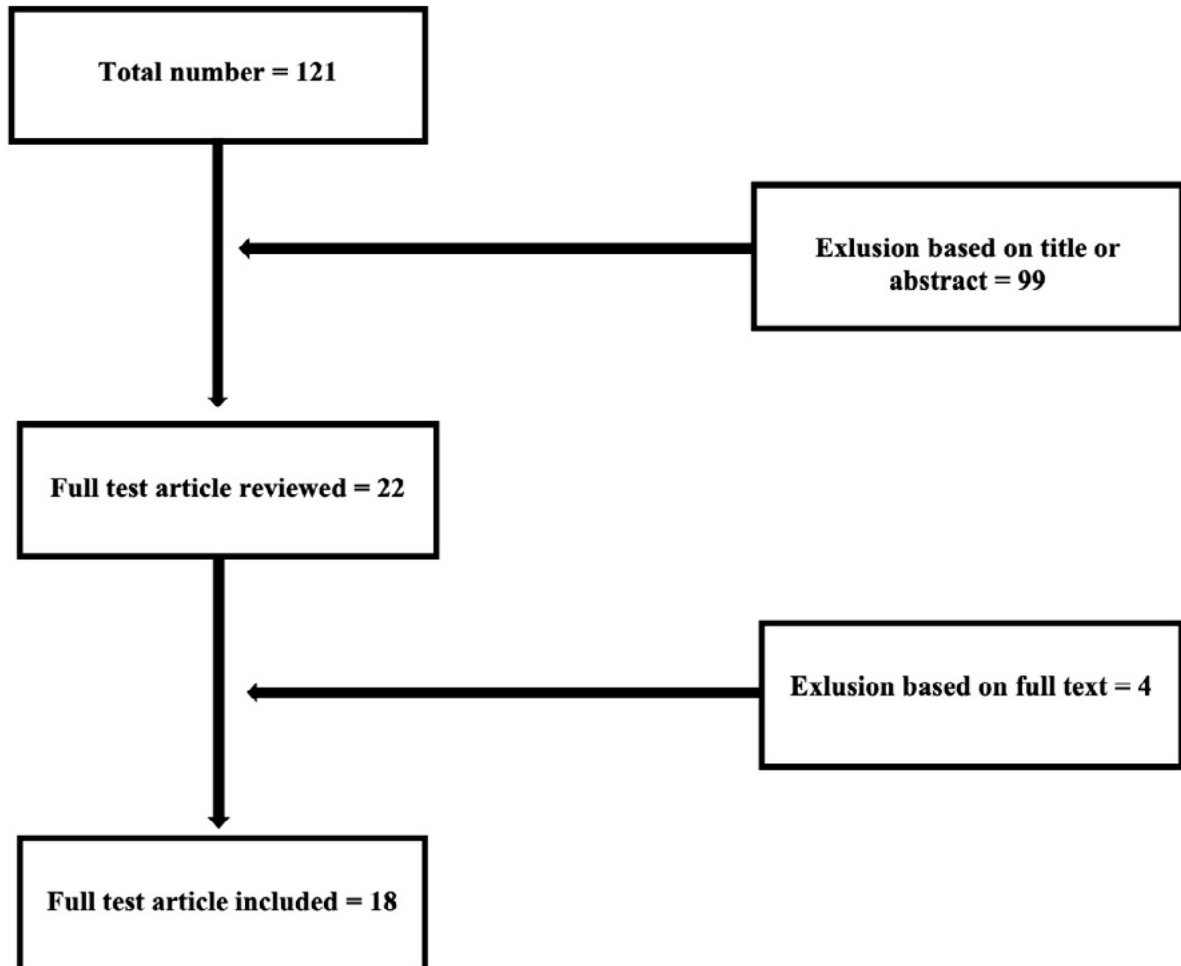 Total number = 121
Exlusion based on title or
abstract = 99
Full test article reviewed = 22
Exlusion based on full text = 4
Full test article included = 18